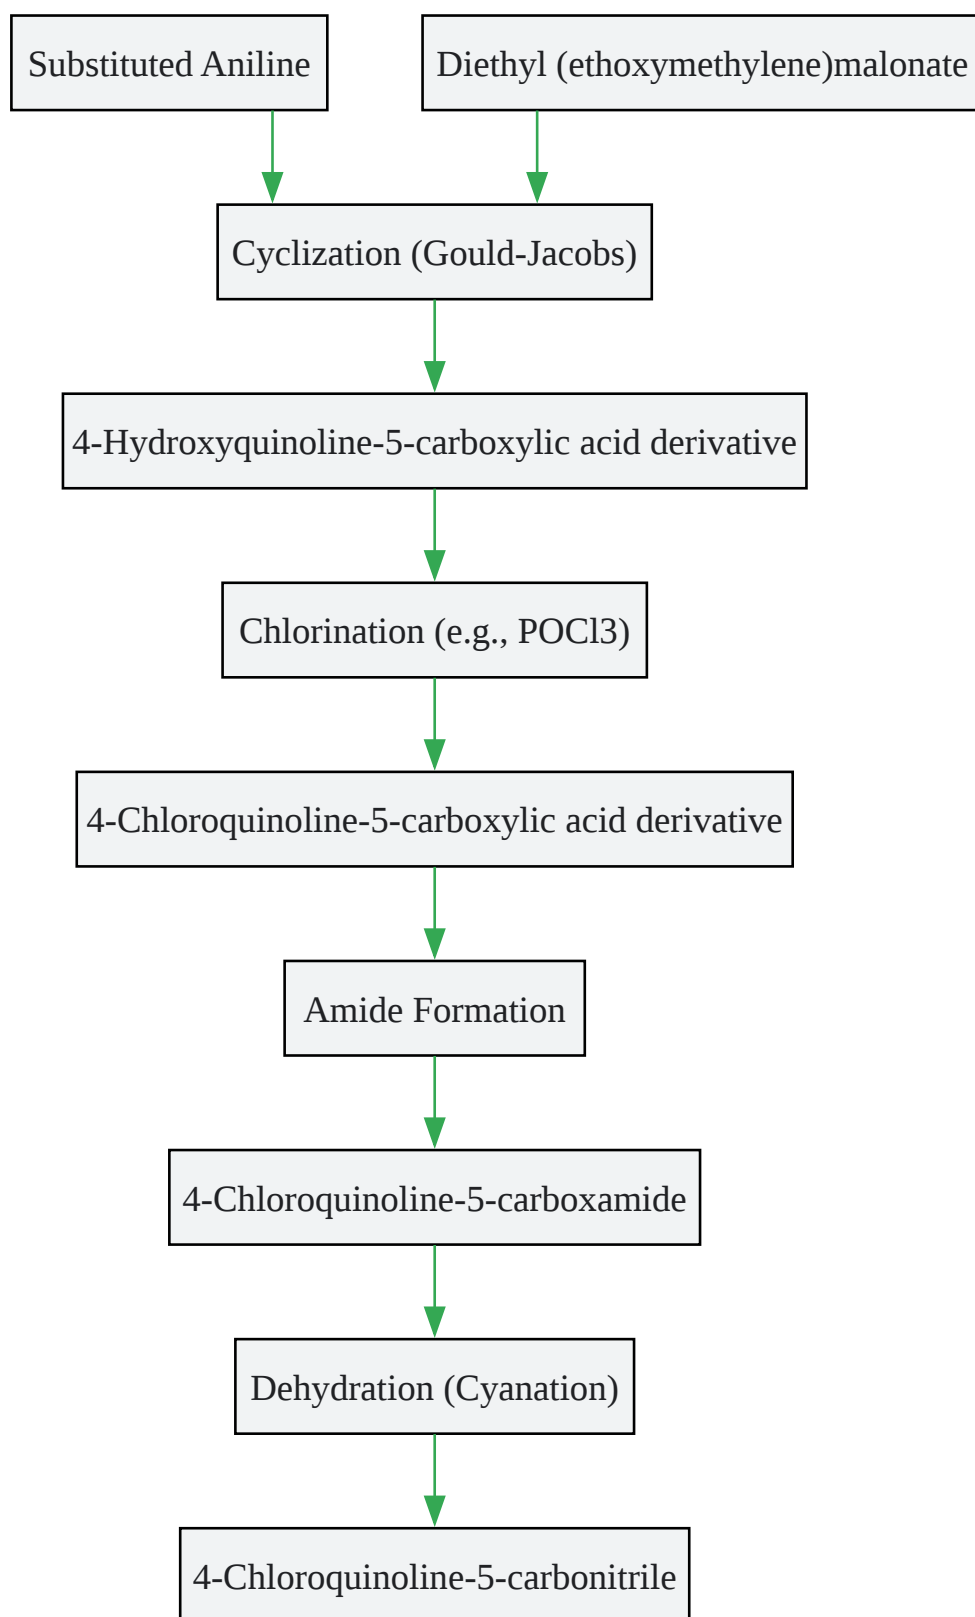 Substituted Aniline
Diethyl (ethoxymethylene)malonate
Cyclization (Gould-Jacobs)
4-Hydroxyquinoline-5-carboxylic acid derivative
Chlorination (e.g., POCl3)
4-Chloroquinoline-5-carboxylic acid derivative
Amide Formation
4-Chloroquinoline-5-carboxamide
Dehydration (Cyanation)
4-Chloroquinoline-5-carbonitrile